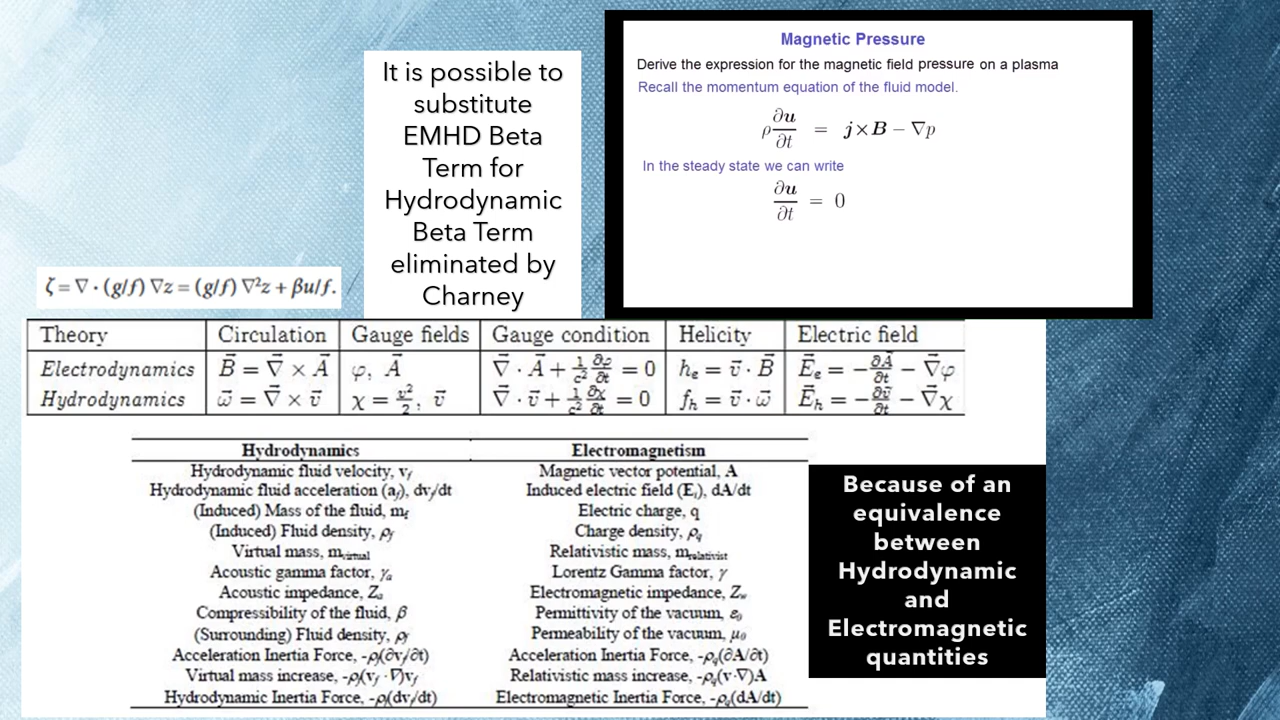 It is possible to
substitute
EMHD Beta
Term for
Hydrodynamic
Beta Term
eliminated by
Charney
Magnetic Pressure
Derive the expression for the magnetic field pressure on a plasma
Recall the momentum equation of the fluid model.
ρ ∂u/∂t = j×B − ∇p
In the steady state we can write
∂u/∂t = 0
ζ = ∇ · (g/f) ∇z = (g/f) ∇²z + βu/f.
Theory Circulation Gauge fields Gauge condition Helicity Electric field
Electrodynamics B⃗ = ∇⃗ × A⃗ φ, A⃗ ∇⃗ · A⃗ + 1/c² ∂φ/∂t = 0 hₑ = v⃗ · B⃗ E⃗ₑ = −∂A⃗/∂t − ∇⃗φ
Hydrodynamics ω⃗ = ∇⃗ × v⃗ χ = v²/2, v⃗ ∇⃗ · v⃗ + 1/c² ∂χ/∂t = 0 fₕ = v⃗ · ω⃗ E⃗ₕ = −∂v⃗/∂t − ∇⃗χ
Hydrodynamics Electromagnetism
Hydrodynamic fluid velocity, v_f Magnetic vector potential, A
Hydrodynamic fluid acceleration (a_f), dv_f/dt Induced electric field (E_i), dA/dt
(Induced) Mass of the fluid, m_f Electric charge, q
(Induced) Fluid density, ρ_f Charge density, ρ_q
Virtual mass, m_virtual Relativistic mass, m_relativist
Acoustic gamma factor, γ_a Lorentz Gamma factor, γ
Acoustic impedance, Z_a Electromagnetic impedance, Z_w
Compressibility of the fluid, β Permittivity of the vacuum, ε₀
(Surrounding) Fluid density, ρ_f Permeability of the vacuum, μ₀
Acceleration Inertia Force, -ρ_f(∂v_f/∂t) Acceleration Inertia Force, -ρ_q(∂A/∂t)
Virtual mass increase, -ρ_f(v_f · ∇)v_f Relativistic mass increase, -ρ_q(v · ∇)A
Hydrodynamic Inertia Force, -ρ_f(dv_f/dt) Electromagnetic Inertia Force, -ρ_q(dA/dt)
Because of an
equivalence
between
Hydrodynamic
and
Electromagnetic
quantities